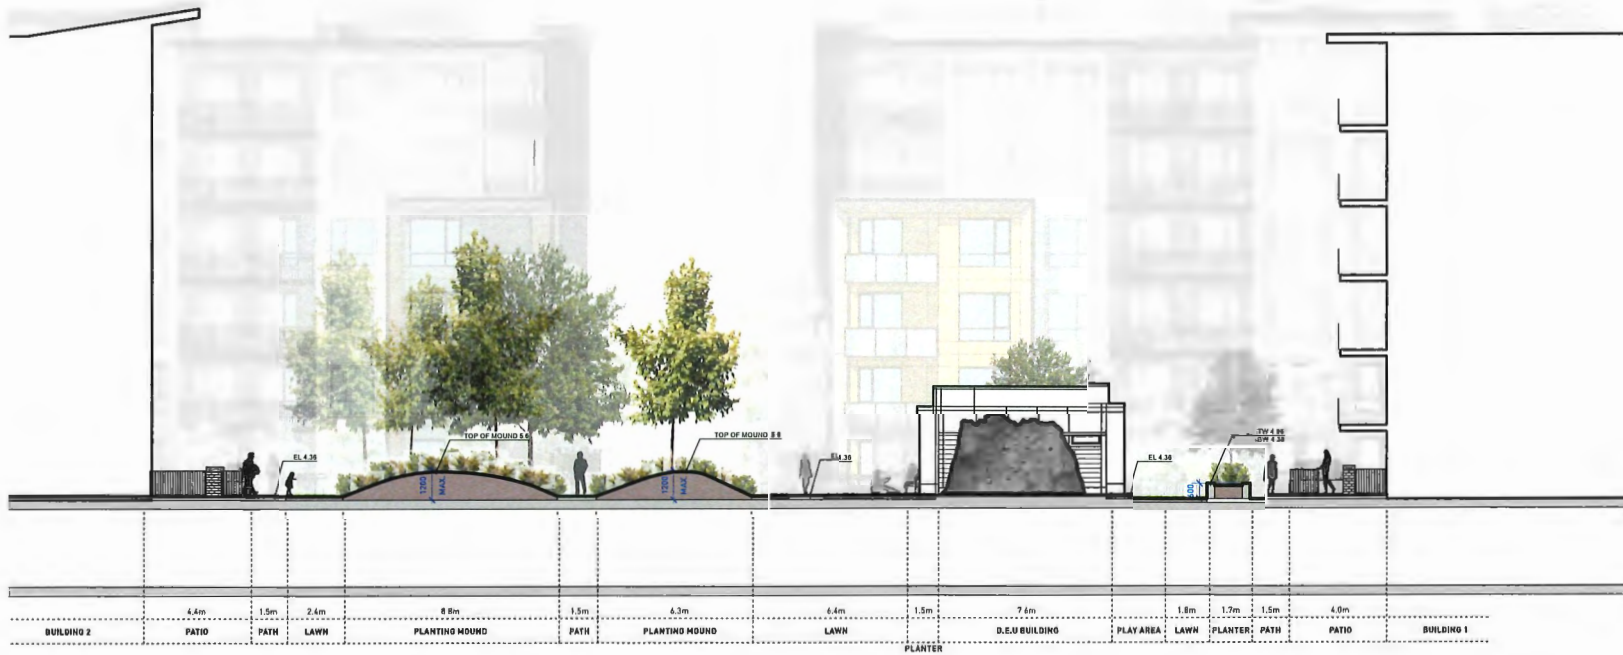 TOP OF MOUND 5.6
TOP OF MOUND 5.6
TW 4.96
BW 4.38
EL 4.36
EL 4.36
EL 4.36
1200
MAX.
1200
MAX.
600
4.4m 1.5m 2.4m 8.8m 1.5m 6.3m 6.4m 1.5m 7.6m 1.8m 1.7m 1.5m 4.0m
BUILDING 2 PATIO PATH LAWN PLANTING MOUND PATH PLANTING MOUND LAWN D.E.U BUILDING PLAY AREA LAWN PLANTER PATH PATIO BUILDING 1
PLANTER